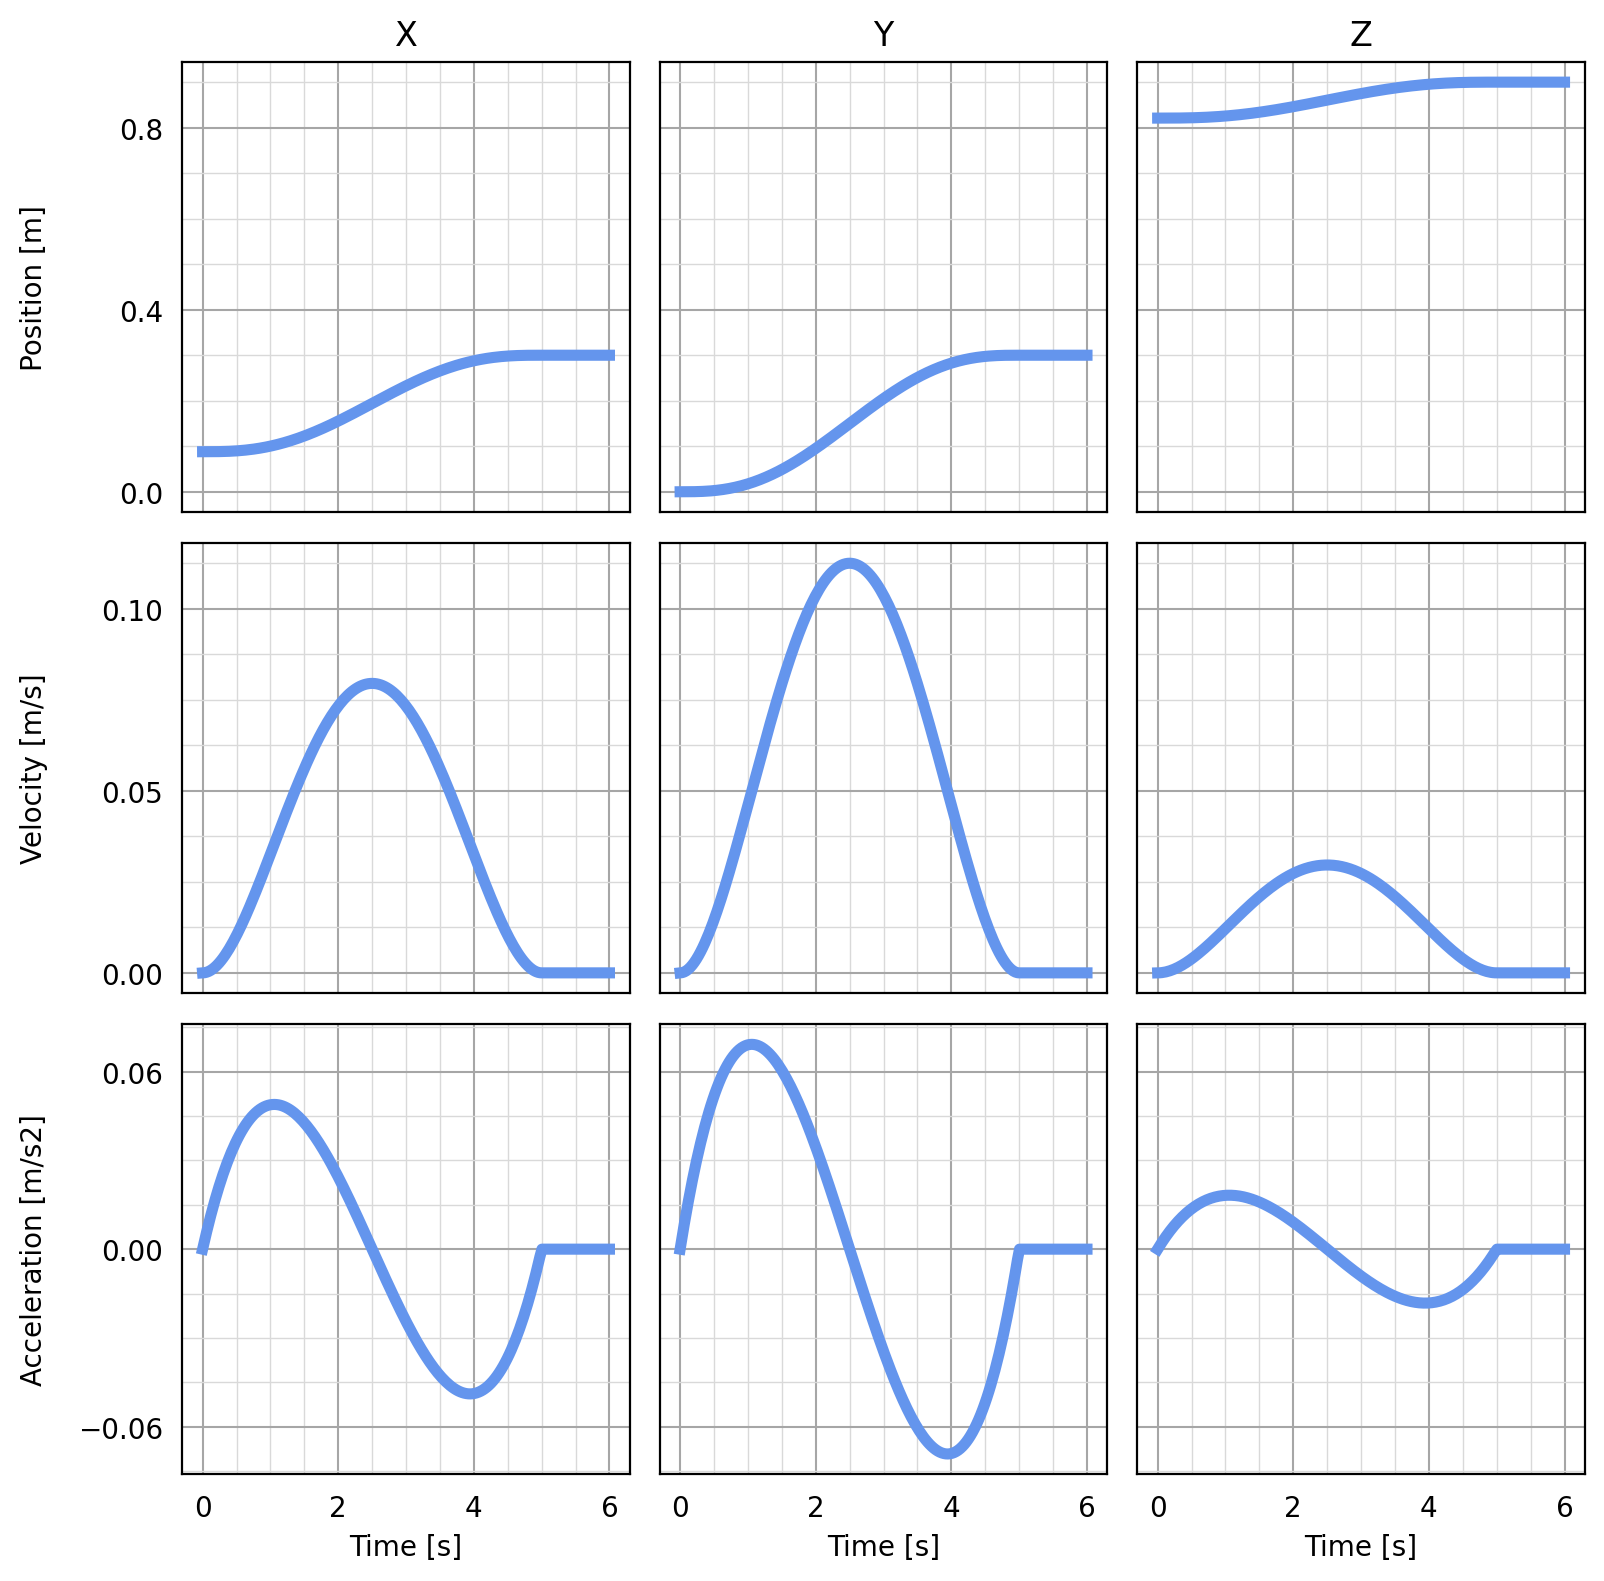 X Y Z
Position [m]
0.8
0.4
0.0
Velocity [m/s]
0.10
0.05
0.00
Acceleration [m/s2]
0.06
0.00
−0.06
0 2 4 6 0 2 4 6 0 2 4 6
Time [s] Time [s] Time [s]